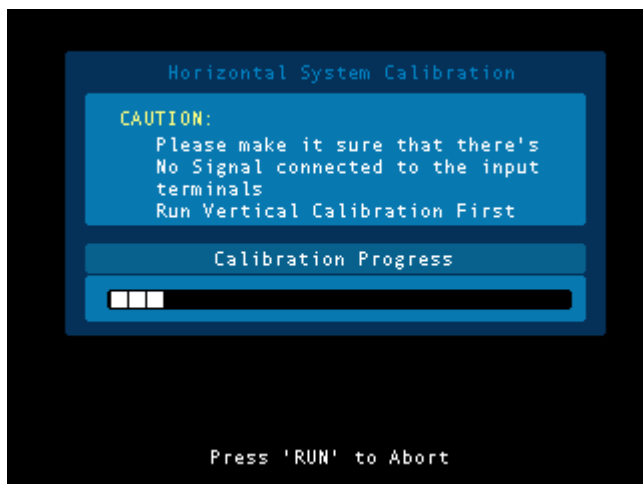 Horizontal System Calibration
CAUTION:
Please make it sure that there's
No Signal connected to the input
terminals
Run Vertical Calibration First
Calibration Progress
Press 'RUN' to Abort